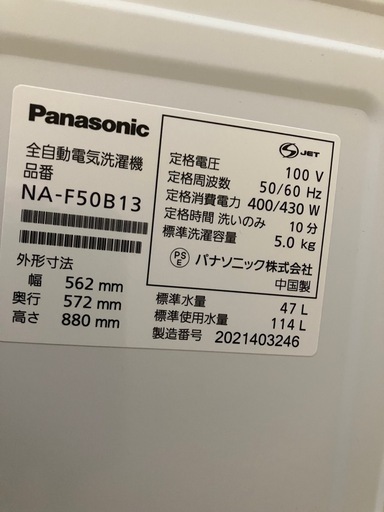 Panasonic
全自動電気洗濯機
品番
NA-F50B13
外形寸法
幅 562 mm
奥行 572 mm
高さ 880 mm
S JET
定格電圧 100 V
定格周波数 50/60 Hz
定格消費電力 400/430 W
定格時間 洗いのみ 10 分
標準洗濯容量 5.0 kg
PSE パナソニック株式会社
中国製
標準水量 47 L
標準使用水量 114 L
製造番号 2021403246